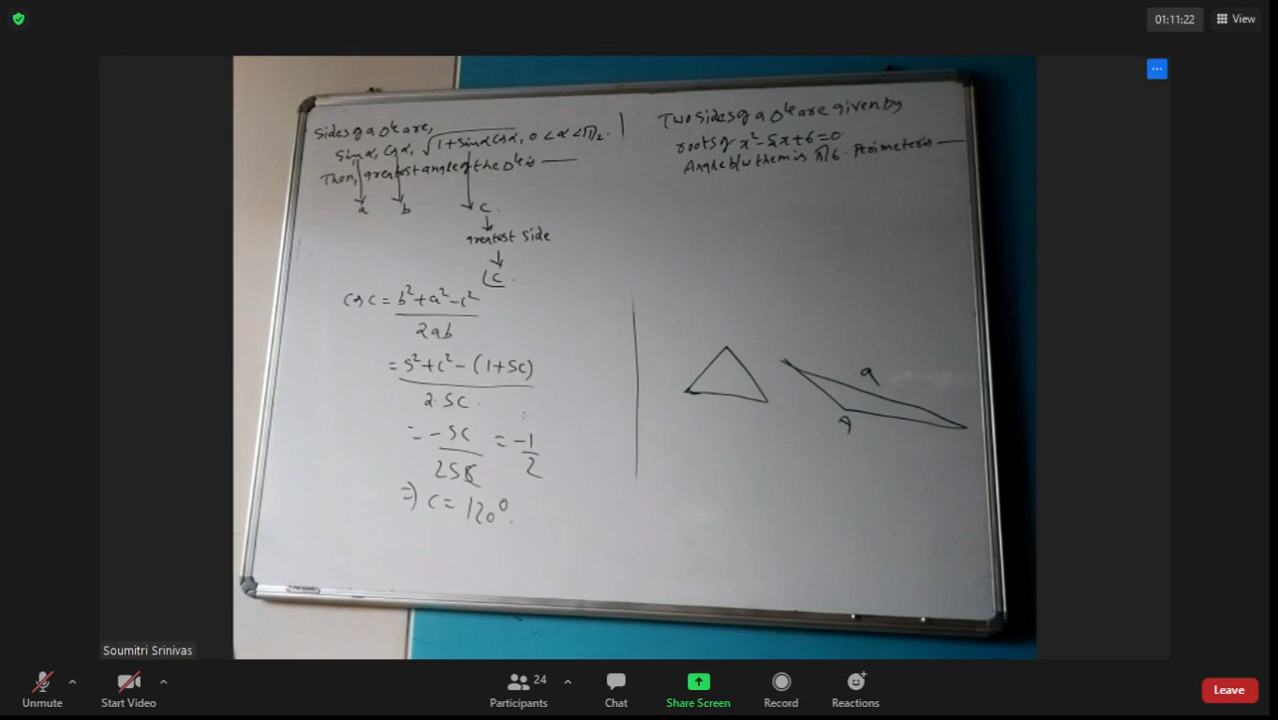 01:11:22
View
Sides of a Δle are,
Sinα, Cosα, √1+SinαCosα, 0<α<π/2.
Then, greatest angle of the Δle is ——
a b c
greatest side
∠c
Cos C = b²+a²-c²
2ab
= S²+C²-(1+SC)
2.SC
= -SC = -1
2SC 2
⇒ C = 120°.
Two sides of a Δle are given by
roots of x²-5x+6=0.
Angle b/w them is π/6. Perimeter is ——
a
A
Soumitri Srinivas
Unmute
Start Video
24
Participants
Chat
Share Screen
Record
Reactions
Leave